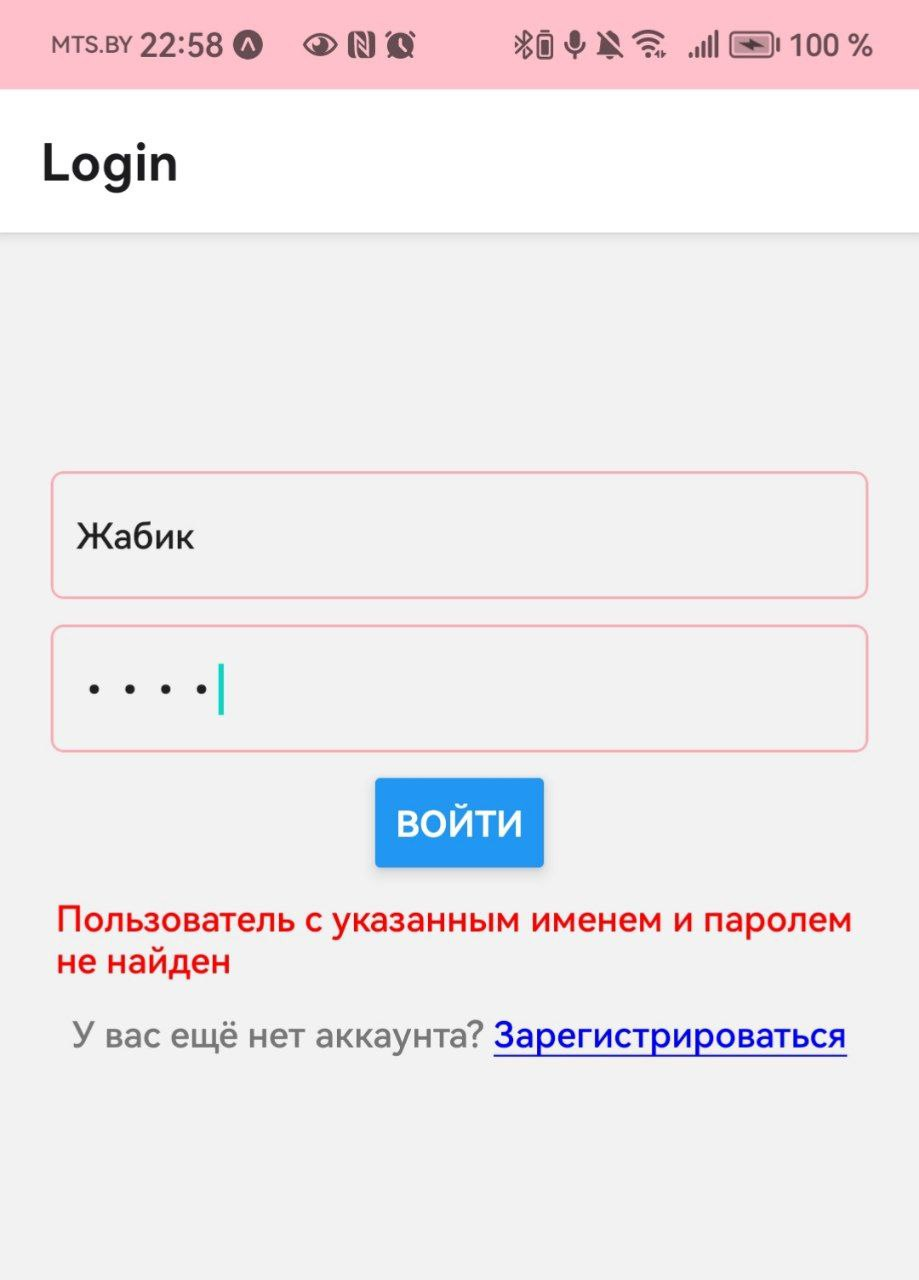 MTS.BY 22:58 100 %
Login
Жабик
• • • •
ВОЙТИ
Пользователь с указанным именем и паролем
не найден
У вас ещё нет аккаунта? Зарегистрироваться